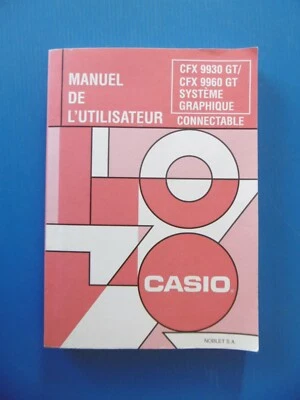 MANUEL
DE
L'UTILISATEUR
CFX 9930 GT/
CFX 9960 GT
SYSTÈME
GRAPHIQUE
CONNECTABLE
CASIO
NOBLET S.A.